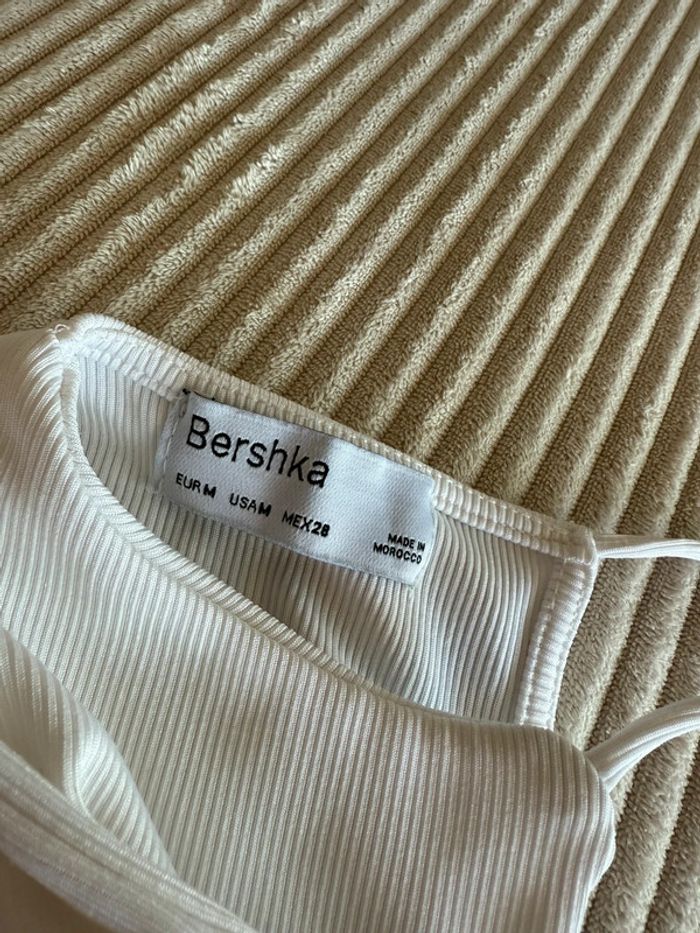 Bershka
EUR M USA M MEX 28
MADE IN
MOROCCO